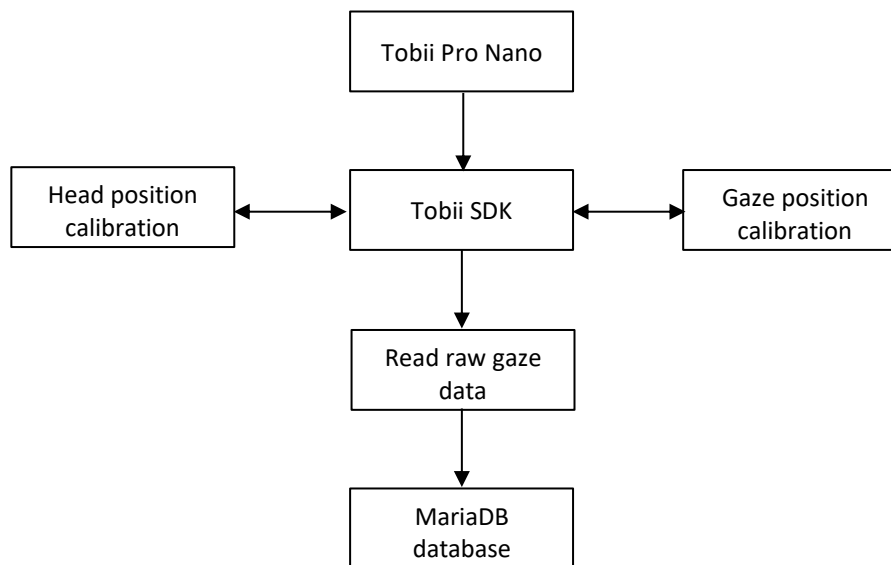 Tobii Pro Nano
Head position
calibration
Tobii SDK
Gaze position
calibration
Read raw gaze
data
MariaDB
database